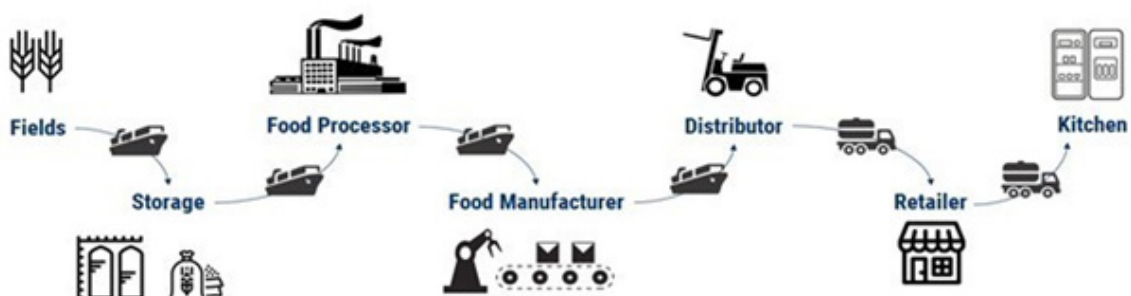 Fields
Storage
Food Processor
Food Manufacturer
Distributor
Retailer
Kitchen